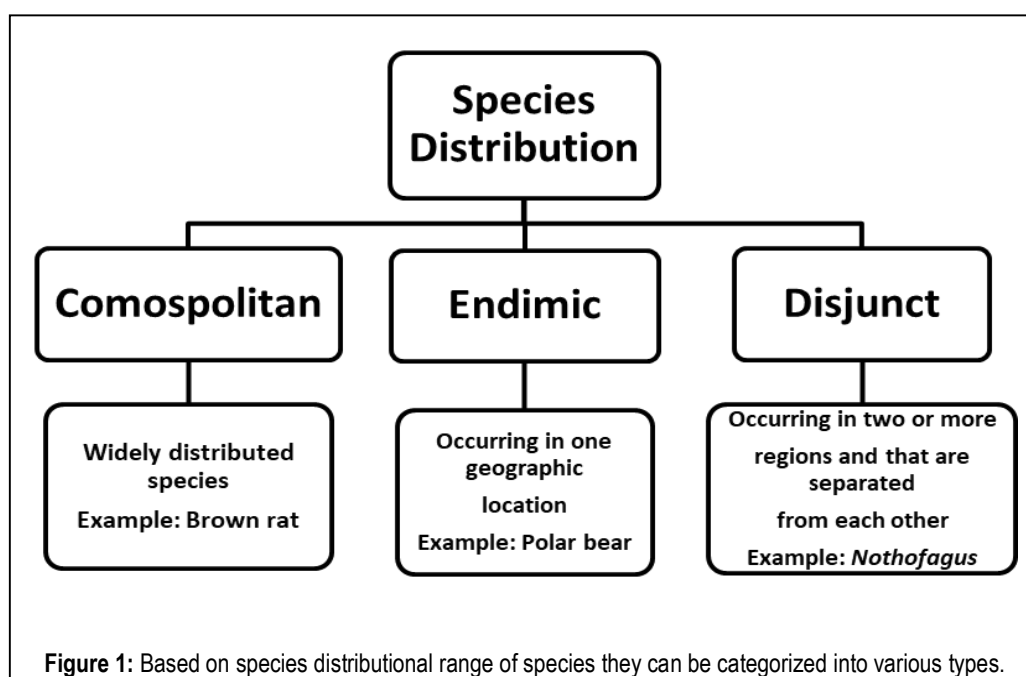 Species
Distribution
Comospolitan
Endimic
Disjunct
Widely distributed
species
Example: Brown rat
Occurring in one
geographic
location
Example: Polar bear
Occurring in two or more
regions and that are
separated
from each other
Example: Nothofagus
Figure 1: Based on species distributional range of species they can be categorized into various types.